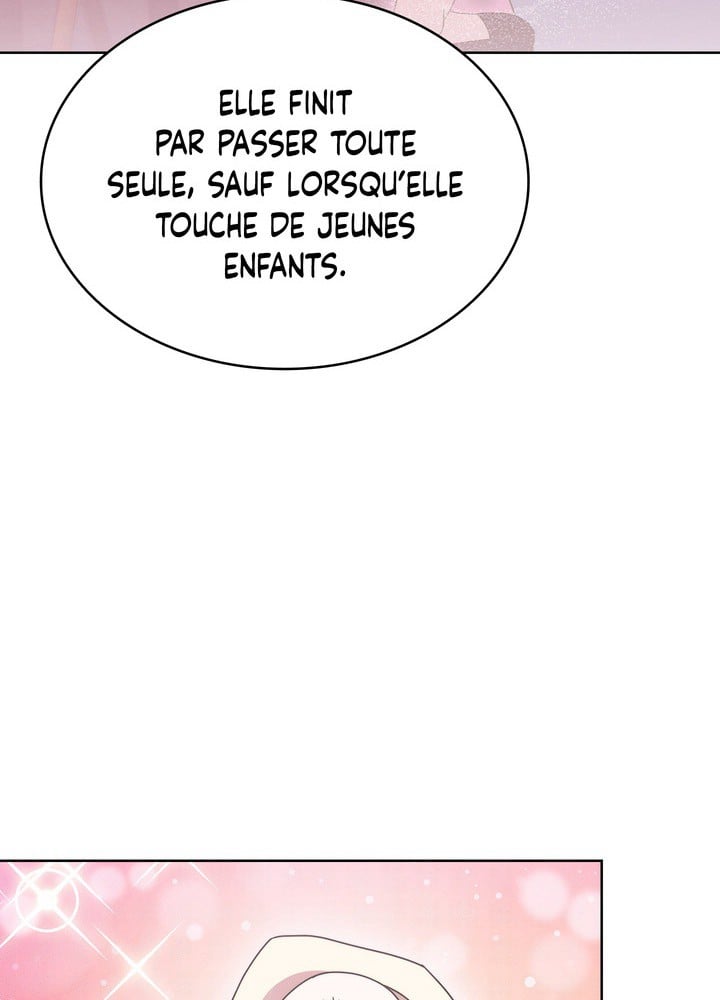 ELLE FINIT
PAR PASSER TOUTE
SEULE, SAUF LORSQU'ELLE
TOUCHE DE JEUNES
ENFANTS.